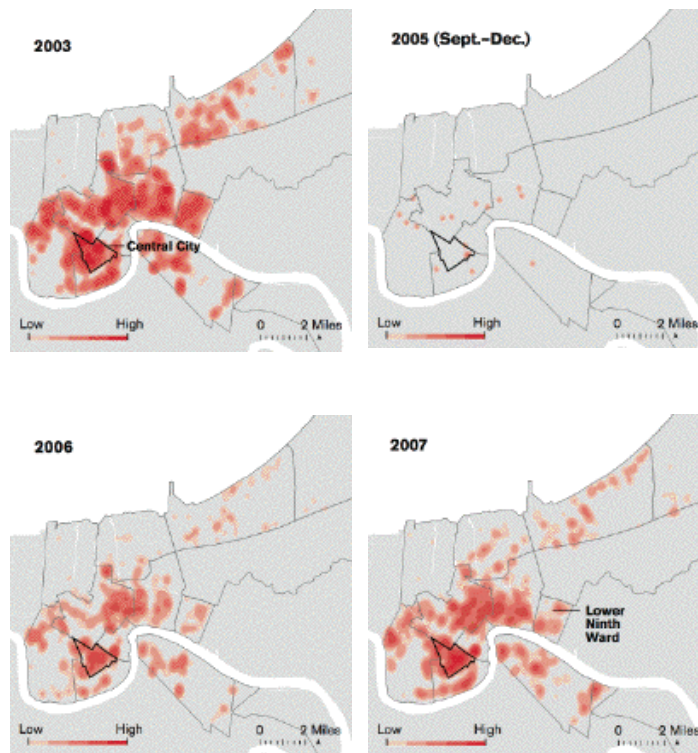 2003
Central City
Low High
0 2 Miles
2005 (Sept.–Dec.)
Low High
0 2 Miles
2006
Low High
0 2 Miles
2007
Lower
Ninth
Ward
Low High
0 2 Miles